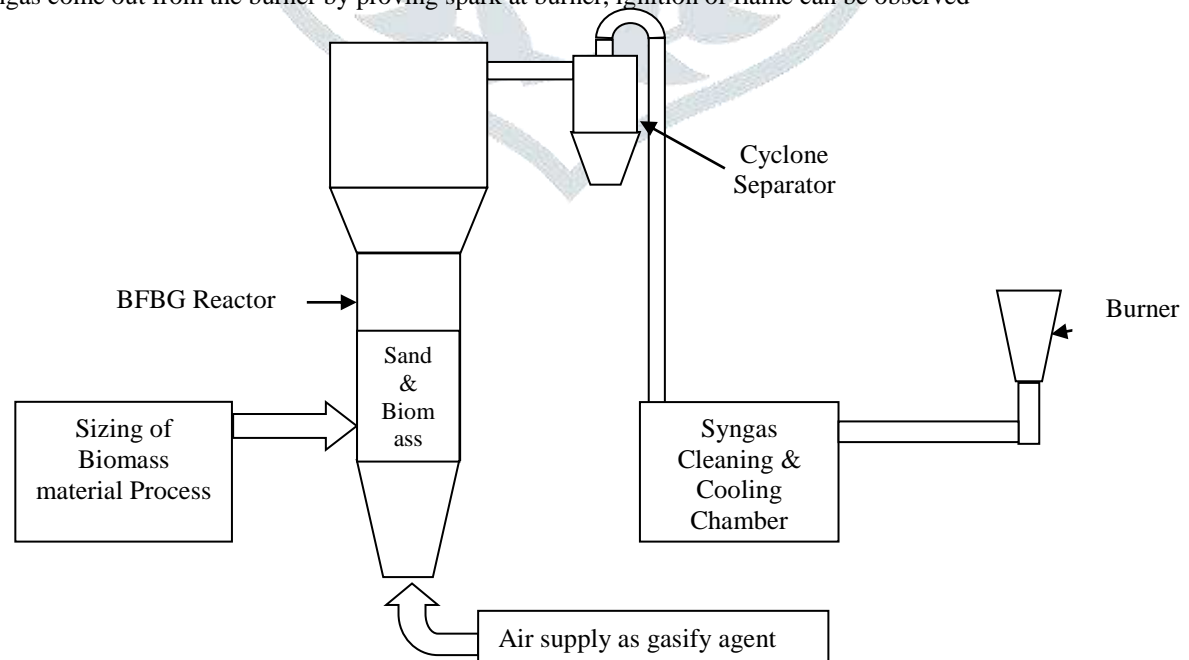 gas come out from the burner by proving spark at burner, ignition of flame can be observed
Cyclone
Separator
BFBG Reactor
Burner
Sand
&
Biom
ass
Sizing of
Biomass
material Process
Syngas
Cleaning &
Cooling
Chamber
Air supply as gasify agent